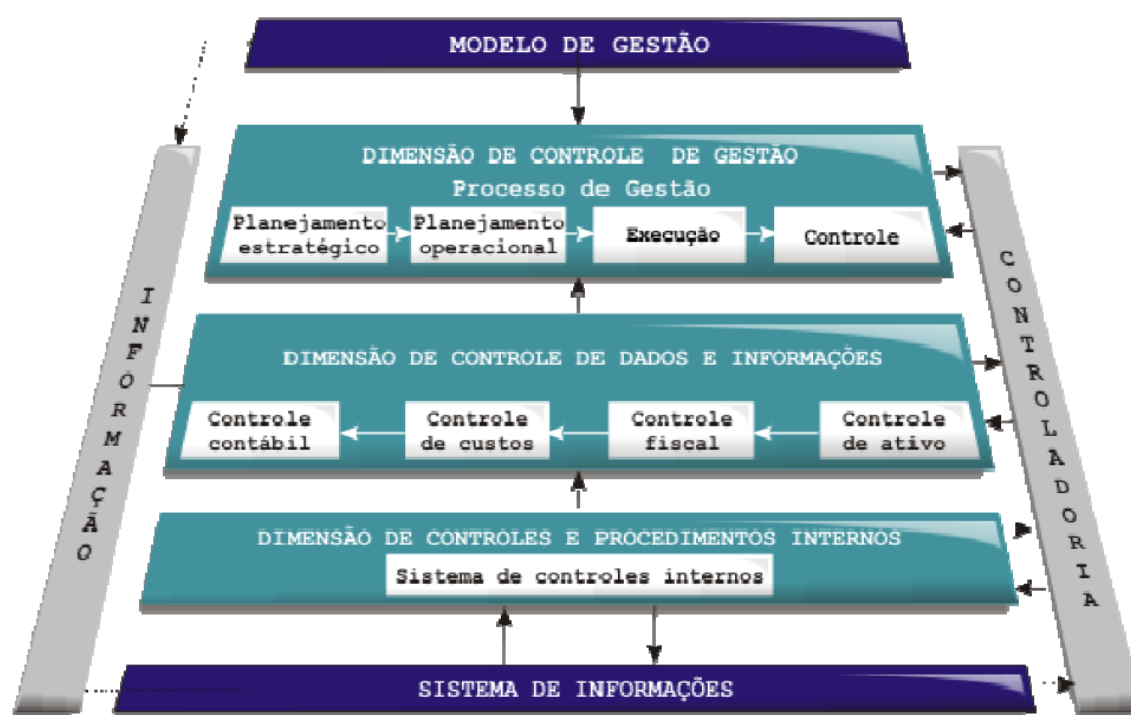 MODELO DE GESTÃO
DIMENSÃO DE CONTROLE DE GESTÃO
Processo de Gestão
Planejamento
estratégico
Planejamento
operacional
Execução
Controle
INFORMAÇÃO
CONTROLADORIA
DIMENSÃO DE CONTROLE DE DADOS E INFORMAÇÕES
Controle
contábil
Controle
de custos
Controle
fiscal
Controle
de ativo
DIMENSÃO DE CONTROLES E PROCEDIMENTOS INTERNOS
Sistema de controles internos
SISTEMA DE INFORMAÇÕES